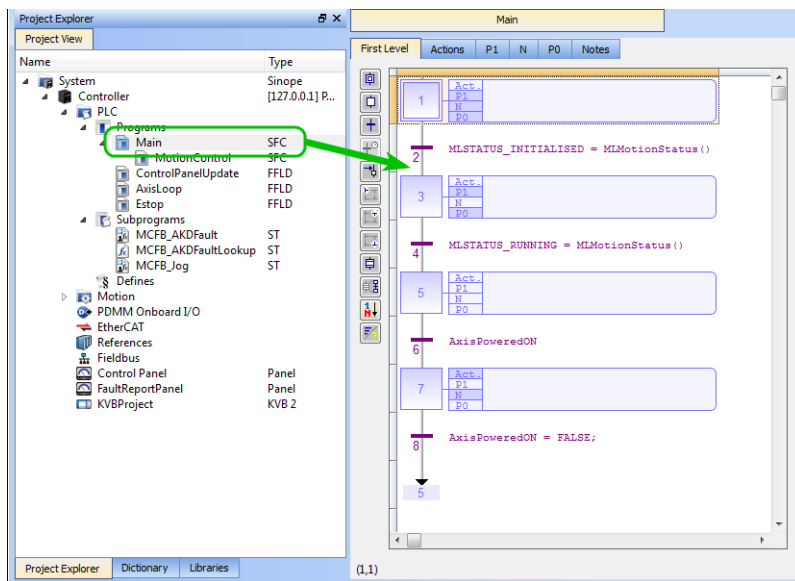 Project Explorer
Project View
Name Type
System Sinope
Controller [127.0.0.1] P...
PLC
Programs
Main SFC
MotionControl SFC
ControlPanelUpdate FFLD
AxisLoop FFLD
Estop FFLD
Subprograms
MCFB_AKDFault ST
MCFB_AKDFaultLookup ST
MCFB_Jog ST
Defines
Motion
PDMM Onboard I/O
EtherCAT
References
Fieldbus
Control Panel Panel
FaultReportPanel Panel
KVBProject KVB 2
Project Explorer Dictionary Libraries
Main
First Level Actions P1 N P0 Notes
1
Act.
P1
N
P0
2 MLSTATUS_INITIALISED = MLMotionStatus()
3
Act.
P1
N
P0
4 MLSTATUS_RUNNING = MLMotionStatus()
5
Act.
P1
N
P0
6 AxisPoweredON
7
Act.
P1
N
P0
8 AxisPoweredON = FALSE;
5
(1,1)